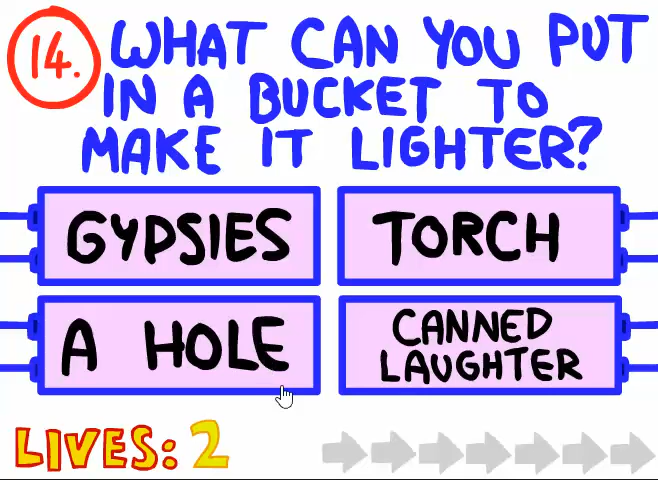 14. WHAT CAN YOU PUT
IN A BUCKET TO
MAKE IT LIGHTER?
GYPSIES
TORCH
A HOLE
CANNED
LAUGHTER
LIVES: 2